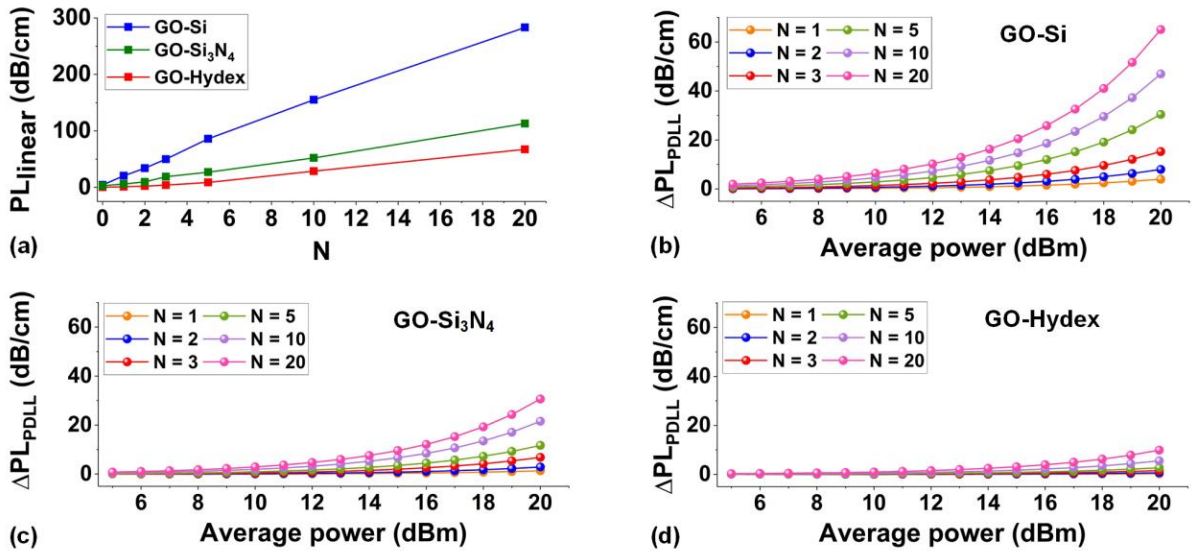 300
200
100
0
PL_linear (dB/cm)
GO-Si
GO-Si₃N₄
GO-Hydex
0 2 4 6 8 10 12 14 16 18 20
N
(a)
GO-Si
60
40
20
0
ΔPL_PDLL (dB/cm)
N = 1 N = 5
N = 2 N = 10
N = 3 N = 20
6 8 10 12 14 16 18 20
Average power (dBm)
(b)
GO-Si₃N₄
60
40
20
0
ΔPL_PDLL (dB/cm)
N = 1 N = 5
N = 2 N = 10
N = 3 N = 20
6 8 10 12 14 16 18 20
Average power (dBm)
(c)
GO-Hydex
60
40
20
0
ΔPL_PDLL (dB/cm)
N = 1 N = 5
N = 2 N = 10
N = 3 N = 20
6 8 10 12 14 16 18 20
Average power (dBm)
(d)